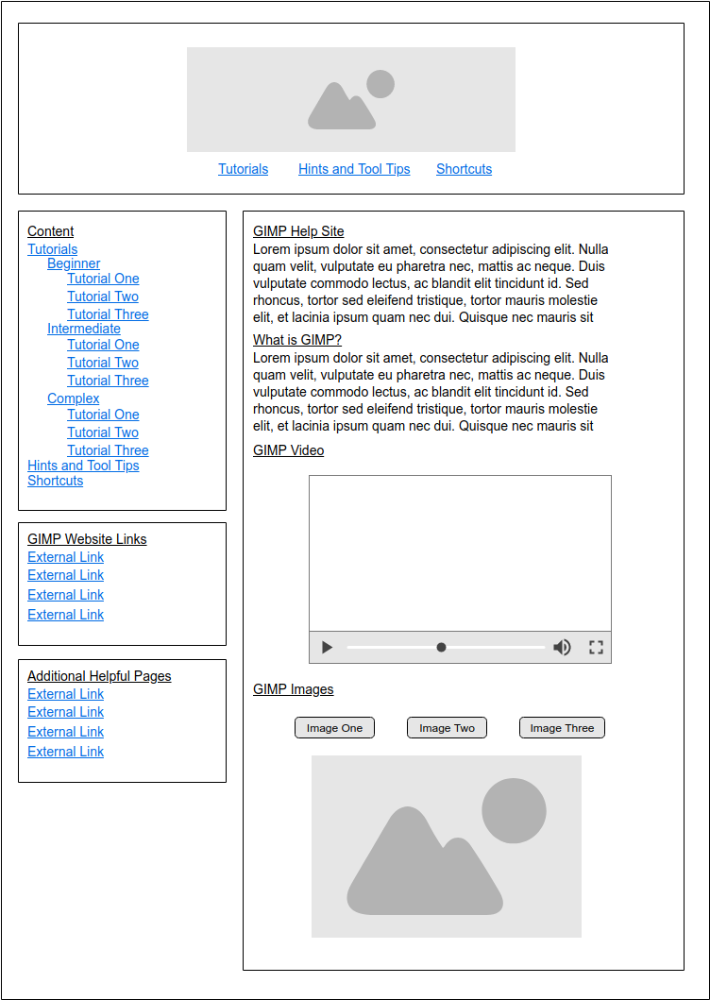 Tutorials Hints and Tool Tips Shortcuts
Content
Tutorials
Beginner
Tutorial One
Tutorial Two
Tutorial Three
Intermediate
Tutorial One
Tutorial Two
Tutorial Three
Complex
Tutorial One
Tutorial Two
Tutorial Three
Hints and Tool Tips
Shortcuts
GIMP Website Links
External Link
External Link
External Link
External Link
Additional Helpful Pages
External Link
External Link
External Link
External Link
GIMP Help Site
Lorem ipsum dolor sit amet, consectetur adipiscing elit. Nulla
quam velit, vulputate eu pharetra nec, mattis ac neque. Duis
vulputate commodo lectus, ac blandit elit tincidunt id. Sed
rhoncus, tortor sed eleifend tristique, tortor mauris molestie
elit, et lacinia ipsum quam nec dui. Quisque nec mauris sit
What is GIMP?
Lorem ipsum dolor sit amet, consectetur adipiscing elit. Nulla
quam velit, vulputate eu pharetra nec, mattis ac neque. Duis
vulputate commodo lectus, ac blandit elit tincidunt id. Sed
rhoncus, tortor sed eleifend tristique, tortor mauris molestie
elit, et lacinia ipsum quam nec dui. Quisque nec mauris sit
GIMP Video
GIMP Images
Image One Image Two Image Three